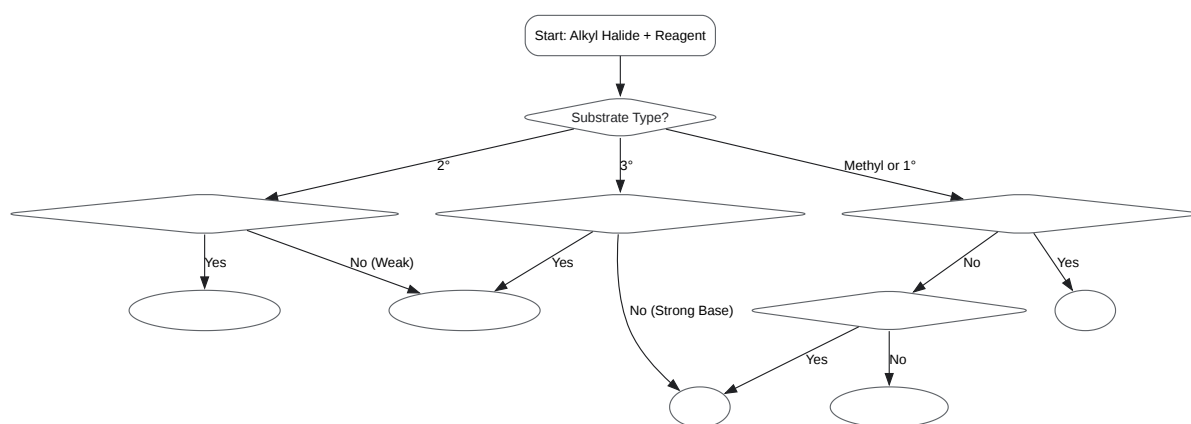 Start: Alkyl Halide + Reagent
Substrate Type?
2°
3°
Methyl or 1°
Yes
No (Weak)
Yes
No
Yes
No (Strong Base)
Yes
No